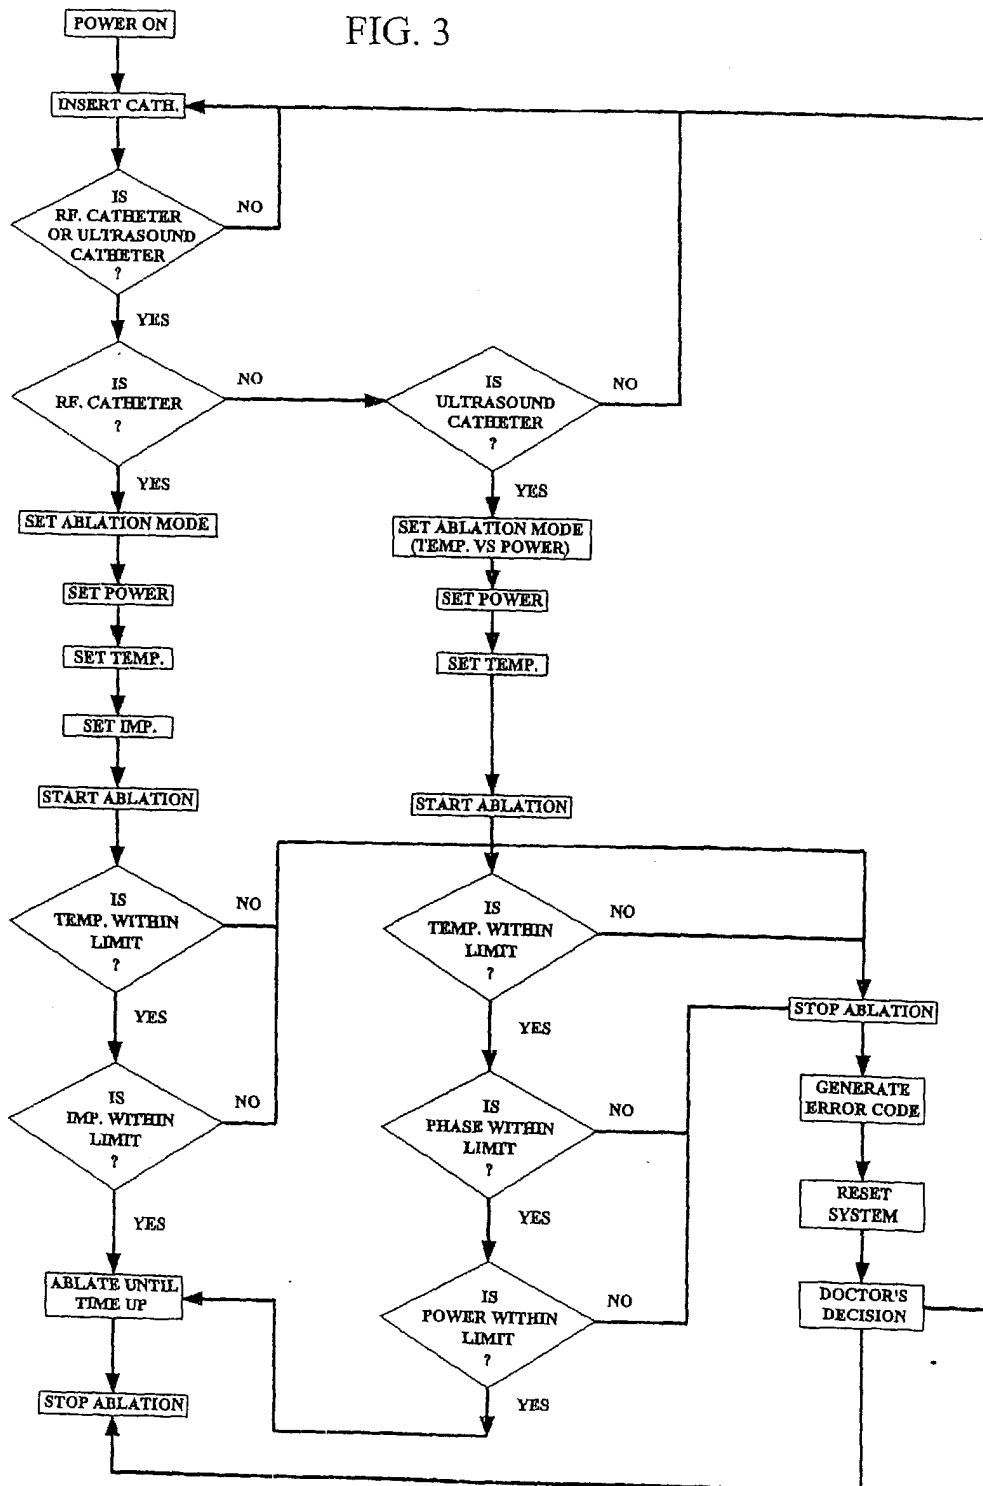 FIG. 3
POWER ON
INSERT CATH.
IS
RF. CATHETER
OR ULTRASOUND
CATHETER
?
NO
YES
IS
RF. CATHETER
?
NO
YES
IS
ULTRASOUND
CATHETER
?
NO
YES
SET ABLATION MODE
SET POWER
SET TEMP.
SET IMP.
START ABLATION
SET ABLATION MODE
(TEMP. VS POWER)
SET POWER
SET TEMP.
START ABLATION
IS
TEMP. WITHIN
LIMIT
?
NO
YES
IS
IMP. WITHIN
LIMIT
?
NO
YES
ABLATE UNTIL
TIME UP
STOP ABLATION
IS
TEMP. WITHIN
LIMIT
?
NO
YES
IS
PHASE WITHIN
LIMIT
?
NO
YES
IS
POWER WITHIN
LIMIT
?
NO
YES
STOP ABLATION
GENERATE
ERROR CODE
RESET
SYSTEM
DOCTOR'S
DECISION